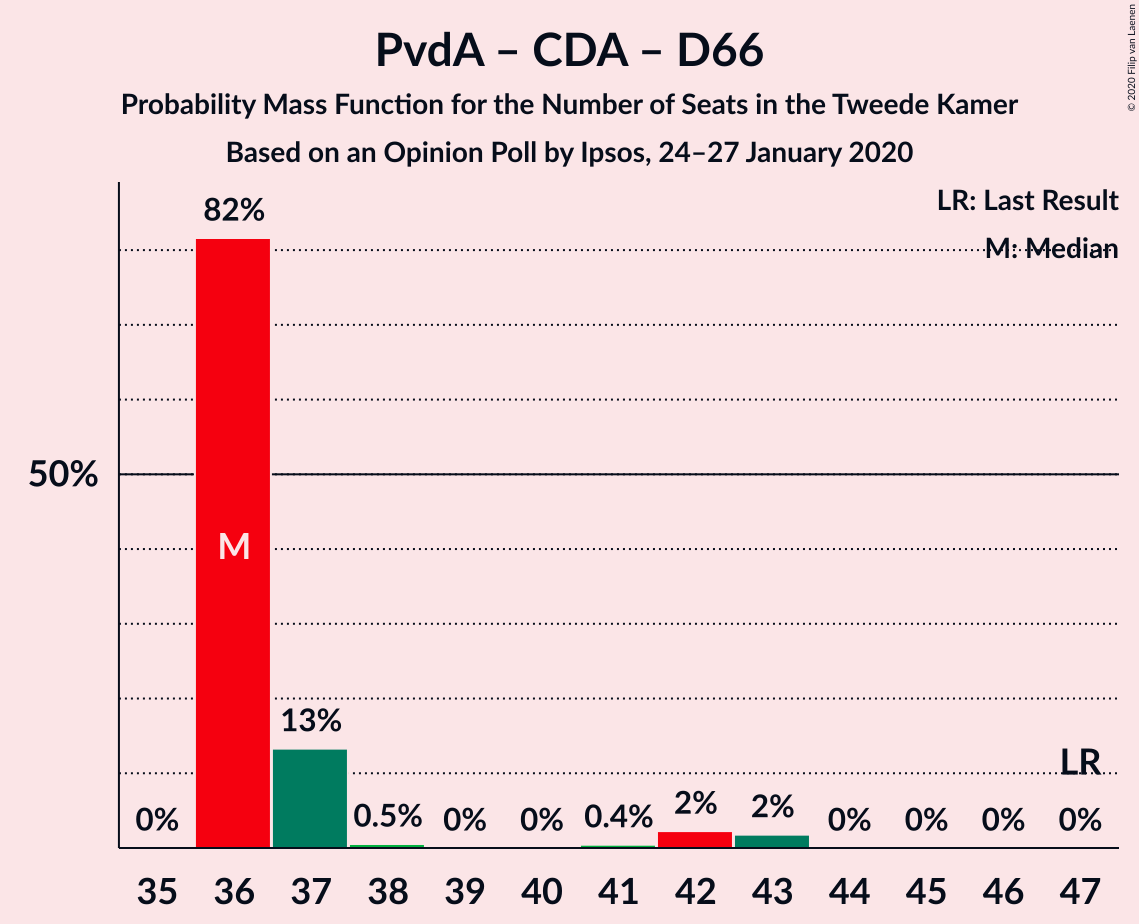 PvdA – CDA – D66
Probability Mass Function for the Number of Seats in the Tweede Kamer
Based on an Opinion Poll by Ipsos, 24–27 January 2020
© 2020 Filip van Laenen
LR: Last Result
M: Median
82%
50%
M
13%
LR
0%
0.5%
0%
0%
0.4%
2%
2%
0%
0%
0%
0%
35 36 37 38 39 40 41 42 43 44 45 46 47